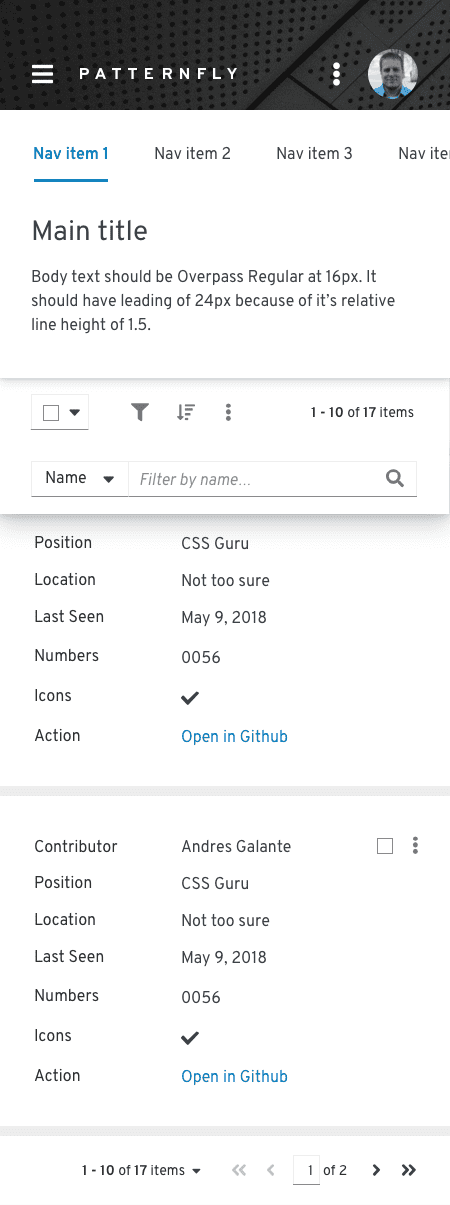 PATTERNFLY
Nav item 1 Nav item 2 Nav item 3 Nav ite
Main title
Body text should be Overpass Regular at 16px. It
should have leading of 24px because of it’s relative
line height of 1.5.
1 - 10 of 17 items
Name Filter by name...
Position CSS Guru
Location Not too sure
Last Seen May 9, 2018
Numbers 0056
Icons
Action Open in Github
Contributor Andres Galante
Position CSS Guru
Location Not too sure
Last Seen May 9, 2018
Numbers 0056
Icons
Action Open in Github
1 - 10 of 17 items 1 of 2